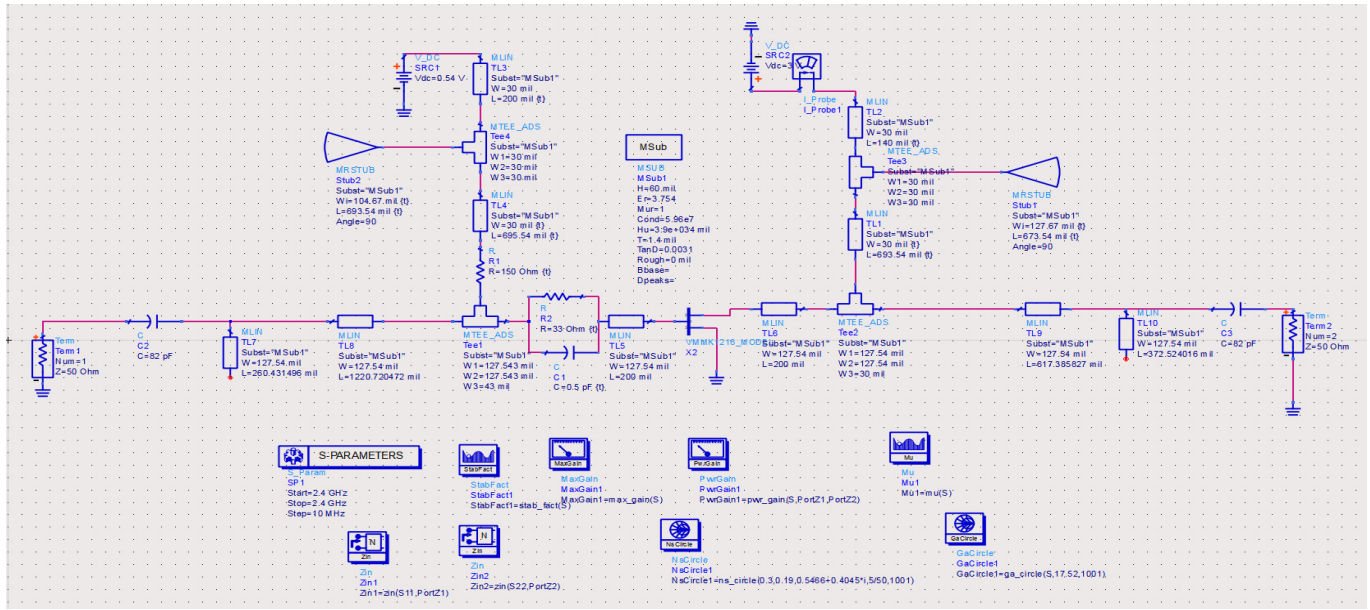 V_DC
SRC1
Vdc=0.54 V
MLIN
TL3
Subst="MSub1"
W=30 mil
L=200 mil {t}
MTEE_ADS
Tee4
Subst="MSub1"
W1=30 mil
W2=30 mil
W3=30 mil
MRSTUB
Stub2
Subst="MSub1"
Wi=104.67 mil {t}
L=693.54 mil {t}
Angle=90
MLIN
TL4
Subst="MSub1"
W=30 mil
L=695.54 mil {t}
R
R1
R=150 Ohm {t}
MSub
MSUB
MSub1
H=60 mil
Er=3.754
Mur=1
Cond=5.96e7
Hu=3.9e+034 mil
T=1.4 mil
TanD=0.0031
Rough=0 mil
Bbase=
Dpeaks=
V_DC
SRC2
Vdc=3
I_Probe
I_Probe1
MLIN
TL2
Subst="MSub1"
W=30 mil
L=140 mil {t}
MTEE_ADS
Tee3
Subst="MSub1"
W1=30 mil
W2=30 mil
W3=30 mil
MRSTUB
Stub1
Subst="MSub1"
Wi=127.67 mil {t}
L=673.54 mil {t}
Angle=90
MLIN
TL1
Subst="MSub1"
W=30 mil
L=693.54 mil {t}
Term
Term1
Num=1
Z=50 Ohm
C
C2
C=82 pF
MLIN
TL7
Subst="MSub1"
W=127.54 mil
L=260.431496 mil
MLIN
TL8
Subst="MSub1"
W=127.54 mil
L=1220.720472 mil
MTEE_ADS
Tee1
Subst="MSub1"
W1=127.543 mil
W2=127.543 mil
W3=43 mil
R
R2
R=33 Ohm {t}
C
C1
C=0.5 pF {t}
MLIN
TL5
Subst="MSub1"
W=127.54 mil
L=200 mil
X2
MLIN
TL6
Subst="MSub1"
W=127.54 mil
L=200 mil
MTEE_ADS
Tee2
Subst="MSub1"
W1=127.54 mil
W2=127.54 mil
W3=30 mil
MLIN
TL9
Subst="MSub1"
W=127.54 mil
L=617.385827 mil
MLIN
TL10
Subst="MSub1"
W=127.54 mil
L=372.524016 mil
C
C3
C=82 pF
Term
Term2
Num=2
Z=50 Ohm
S-PARAMETERS
S_Param
SP1
Start=2.4 GHz
Stop=2.4 GHz
Step=10 MHz
StabFact
StabFact
StabFact1
StabFact1=stab_fact(S)
MaxGain
MaxGain
MaxGain1
MaxGain1=max_gain(S)
PwrGain
PwrGain
PwrGain1
PwrGain1=pwr_gain(S,PortZ1,PortZ2)
Mu
Mu
Mu1
Mu1=mu(S)
N
Zin
Zin
Zin1
Zin1=zin(S11,PortZ1)
N
Zin
Zin
Zin2
Zin2=zin(S22,PortZ2)
NsCircle
NsCircle
NsCircle1
NsCircle1=ns_circle(0.3,0.19,0.5466+0.4045*i,5/50,1001)
GaCircle
GaCircle
GaCircle1
GaCircle1=ga_circle(S,17.52,1001)